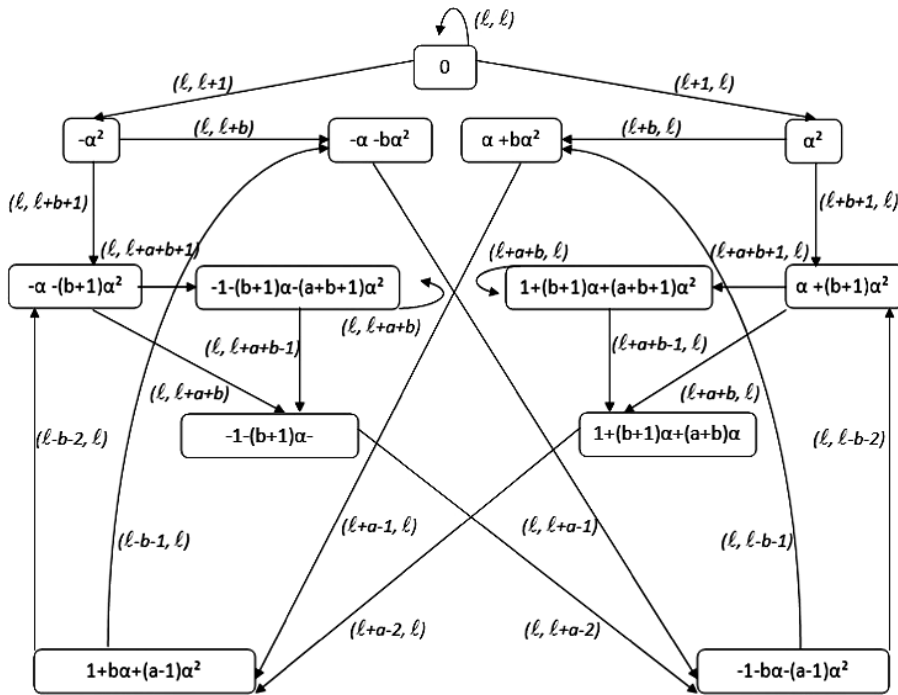 (ℓ, ℓ)
0
(ℓ, ℓ+1)
(ℓ+1, ℓ)
-α²
(ℓ, ℓ+b)
-α -bα²
α +bα²
(ℓ+b, ℓ)
α²
(ℓ, ℓ+b+1)
(ℓ+b+1, ℓ)
(ℓ, ℓ+a+b+1)
(ℓ+a+b, ℓ)
(ℓ+a+b+1, ℓ)
-α -(b+1)α²
-1-(b+1)α-(a+b+1)α²
1+(b+1)α+(a+b+1)α²
α +(b+1)α²
(ℓ, ℓ+a+b)
(ℓ, ℓ+a+b-1)
(ℓ+a+b-1, ℓ)
(ℓ, ℓ+a+b)
(ℓ+a+b, ℓ)
-1-(b+1)α-
1+(b+1)α+(a+b)α
(ℓ-b-2, ℓ)
(ℓ, ℓ-b-2)
(ℓ-b-1, ℓ)
(ℓ+a-1, ℓ)
(ℓ, ℓ+a-1)
(ℓ, ℓ-b-1)
(ℓ+a-2, ℓ)
(ℓ, ℓ+a-2)
1+bα+(a-1)α²
-1-bα-(a-1)α²